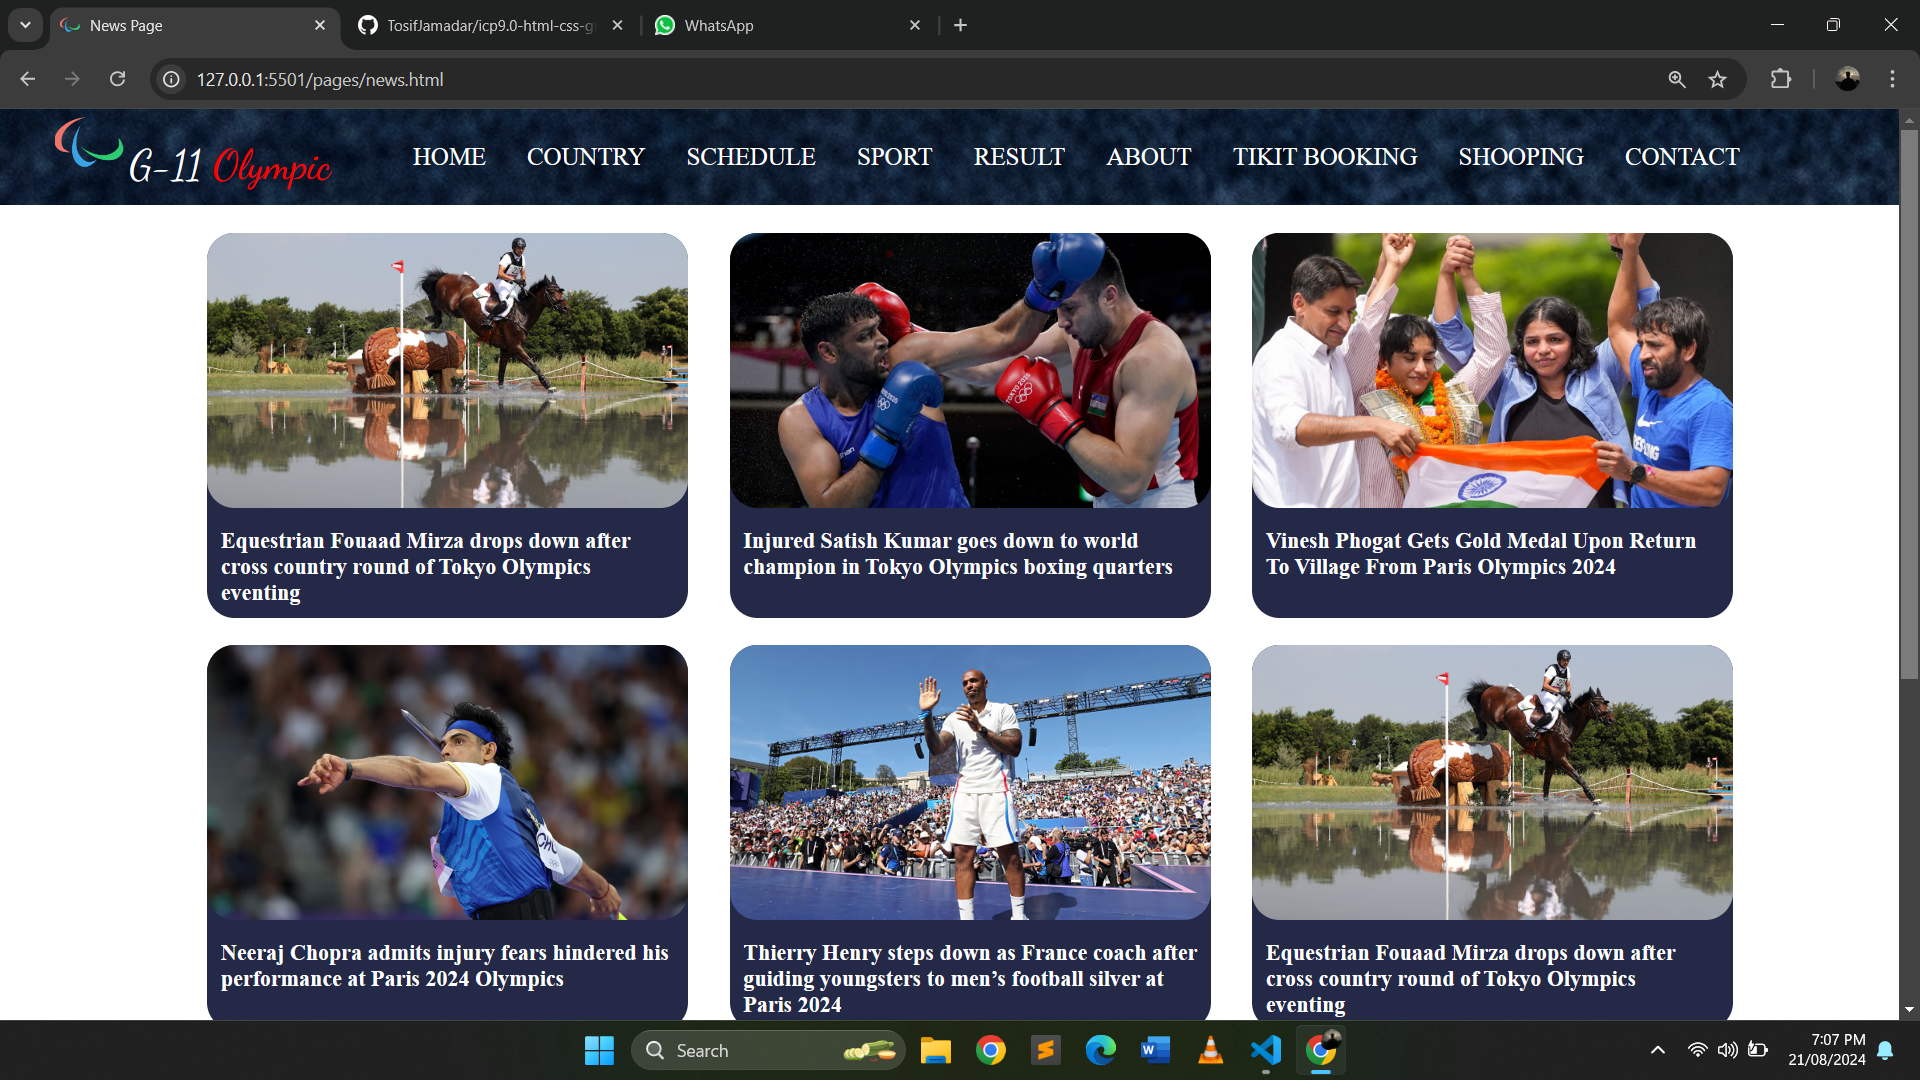 News Page
TosifJamadar/icp9.0-html-css-g
WhatsApp
127.0.0.1:5501/pages/news.html
G-11 Olympic
HOME
COUNTRY
SCHEDULE
SPORT
RESULT
ABOUT
TIKIT BOOKING
SHOOPING
CONTACT
TOKYO 2020
Equestrian Fouaad Mirza drops down after
cross country round of Tokyo Olympics
eventing
Injured Satish Kumar goes down to world
champion in Tokyo Olympics boxing quarters
Vinesh Phogat Gets Gold Medal Upon Return
To Village From Paris Olympics 2024
Neeraj Chopra admits injury fears hindered his
performance at Paris 2024 Olympics
Thierry Henry steps down as France coach after
guiding youngsters to men’s football silver at
Paris 2024
Equestrian Fouaad Mirza drops down after
cross country round of Tokyo Olympics
eventing
Search
7:07 PM
21/08/2024